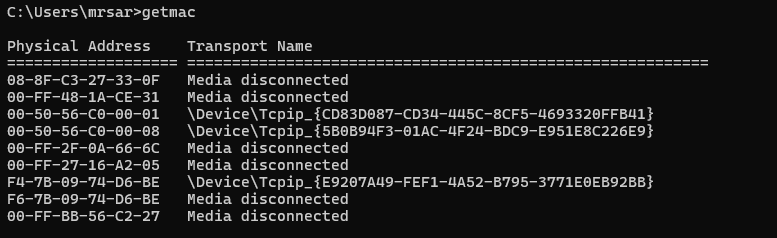 C:\Users\mrsar>getmac
Physical Address    Transport Name
=================== ==========================================================
08-8F-C3-27-33-0F   Media disconnected
00-FF-48-1A-CE-31   Media disconnected
00-50-56-C0-00-01   \Device\Tcpip_{CD83D087-CD34-445C-8CF5-4693320FFB41}
00-50-56-C0-00-08   \Device\Tcpip_{5B0B94F3-01AC-4F24-BDC9-E951E8C226E9}
00-FF-2F-0A-66-6C   Media disconnected
00-FF-27-16-A2-05   Media disconnected
F4-7B-09-74-D6-BE   \Device\Tcpip_{E9207A49-FEF1-4A52-B795-3771E0EB92BB}
F6-7B-09-74-D6-BE   Media disconnected
00-FF-BB-56-C2-27   Media disconnected